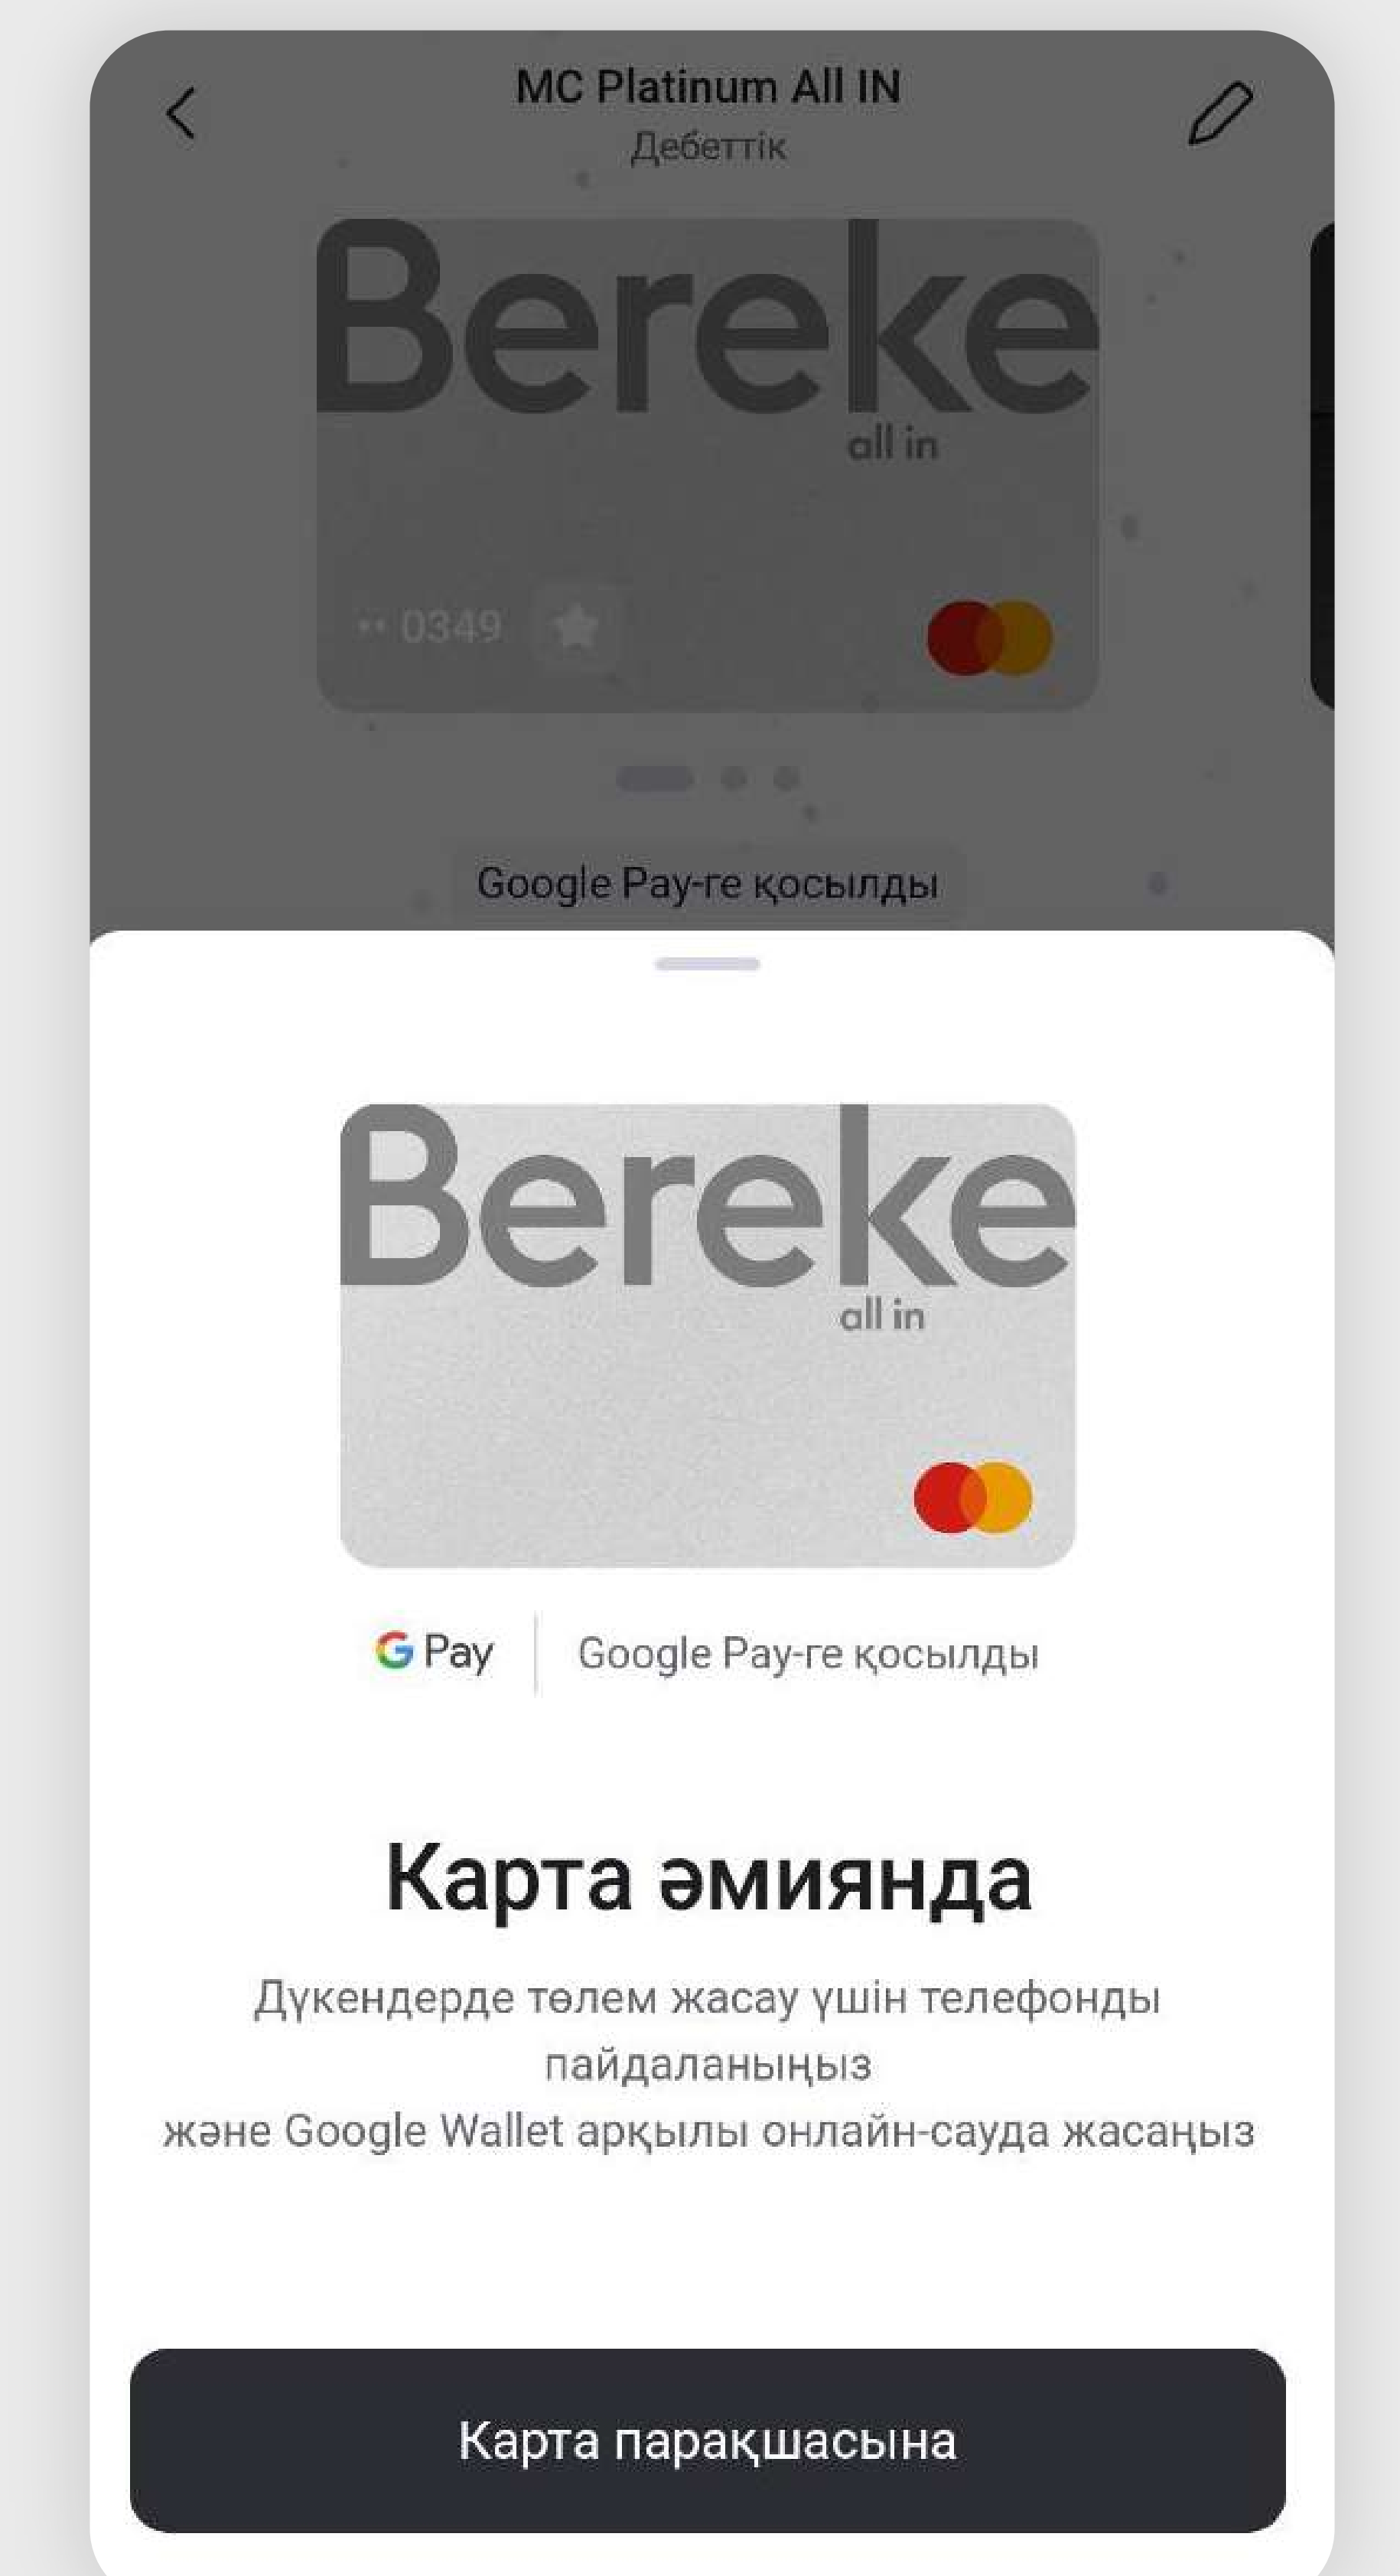 MC Platinum All IN
Дебеттік
Bereke
all in
•• 0349
Google Pay-ге қосылды
Bereke
all in
G Pay
Google Pay-ге қосылды
Карта әмиянда
Дүкендерде төлем жасау үшін телефонды
пайдаланыңыз
және Google Wallet арқылы онлайн-сауда жасаңыз
Карта парақшасына